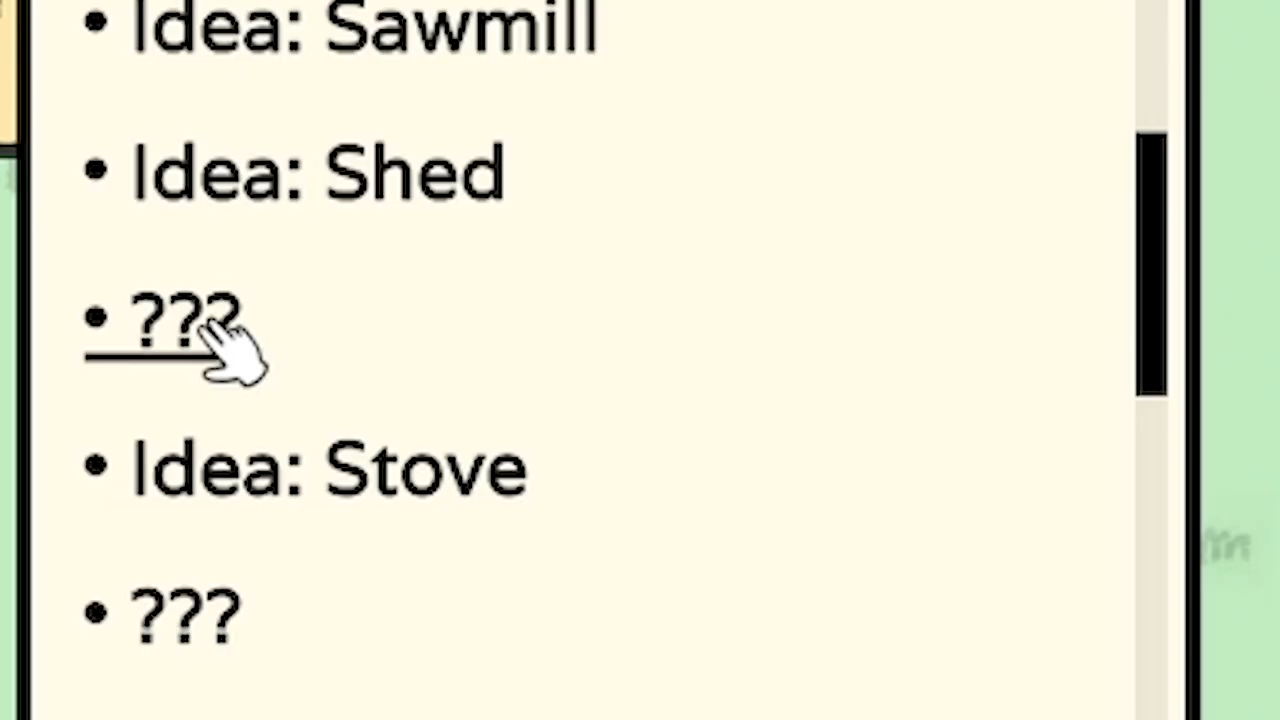 • Idea: Sawmill
• Idea: Shed
• ???
• Idea: Stove
• ???